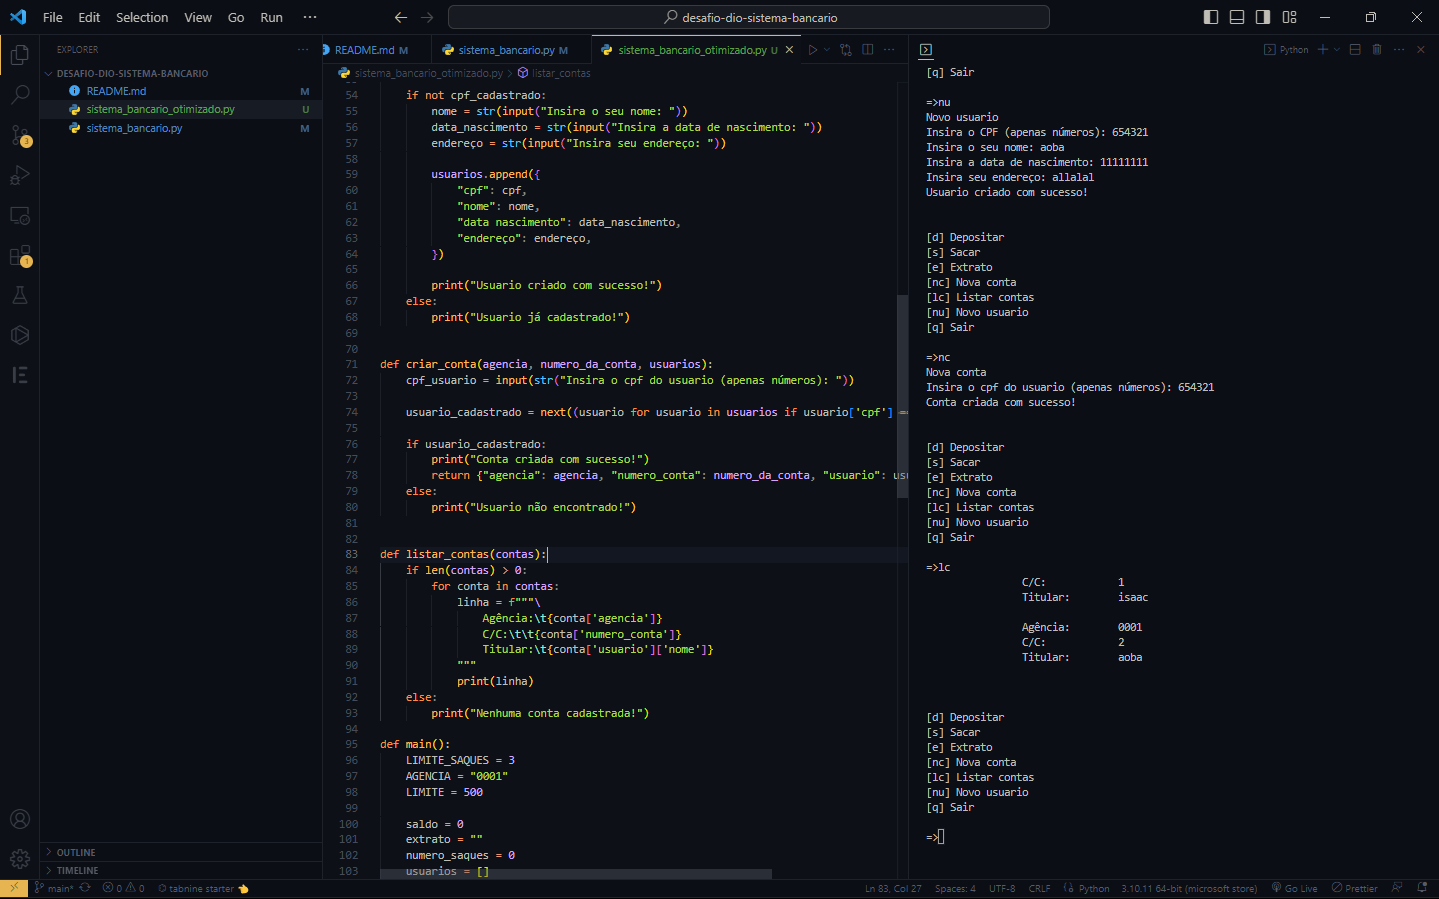 File Edit Selection View Go Run ···
desafio-dio-sistema-bancario
EXPLORER ···
DESAFIO-DIO-SISTEMA-BANCARIO
README.md M
sistema_bancario_otimizado.py U
sistema_bancario.py M
3
1
OUTLINE
TIMELINE
README.md M
sistema_bancario.py M
sistema_bancario_otimizado.py U
sistema_bancario_otimizado.py > listar_contas
54 if not cpf_cadastrado:
55 nome = str(input("Insira o seu nome: "))
56 data_nascimento = str(input("Insira a data de nascimento: "))
57 endereço = str(input("Insira seu endereço: "))
58
59 usuarios.append({
60 "cpf": cpf,
61 "nome": nome,
62 "data nascimento": data_nascimento,
63 "endereço": endereço,
64 })
65
66 print("Usuario criado com sucesso!")
67 else:
68 print("Usuario já cadastrado!")
69
70
71 def criar_conta(agencia, numero_da_conta, usuarios):
72 cpf_usuario = input(str("Insira o cpf do usuario (apenas números): "))
73
74 usuario_cadastrado = next((usuario for usuario in usuarios if usuario['cpf'] ==
75
76 if usuario_cadastrado:
77 print("Conta criada com sucesso!")
78 return {"agencia": agencia, "numero_conta": numero_da_conta, "usuario": us
79 else:
80 print("Usuario não encontrado!")
81
82
83 def listar_contas(contas):
84 if len(contas) > 0:
85 for conta in contas:
86 linha = f"""\
87 Agência:\t{conta['agencia']}
88 C/C:\t\t{conta['numero_conta']}
89 Titular:\t{conta['usuario']['nome']}
90 """
91 print(linha)
92 else:
93 print("Nenhuma conta cadastrada!")
94
95 def main():
96 LIMITE_SAQUES = 3
97 AGENCIA = "0001"
98 LIMITE = 500
99
100 saldo = 0
101 extrato = ""
102 numero_saques = 0
103 usuarios = []
Python
[q] Sair
=>nu
Novo usuario
Insira o CPF (apenas números): 654321
Insira o seu nome: aoba
Insira a data de nascimento: 11111111
Insira seu endereço: allalal
Usuario criado com sucesso!
[d] Depositar
[s] Sacar
[e] Extrato
[nc] Nova conta
[lc] Listar contas
[nu] Novo usuario
[q] Sair
=>nc
Nova conta
Insira o cpf do usuario (apenas números): 654321
Conta criada com sucesso!
[d] Depositar
[s] Sacar
[e] Extrato
[nc] Nova conta
[lc] Listar contas
[nu] Novo usuario
[q] Sair
=>lc
C/C: 1
Titular: isaac
Agência: 0001
C/C: 2
Titular: aoba
[d] Depositar
[s] Sacar
[e] Extrato
[nc] Nova conta
[lc] Listar contas
[nu] Novo usuario
[q] Sair
=>
main* 0 0 tabnine starter Ln 83, Col 27 Spaces: 4 UTF-8 CRLF Python 3.10.11 64-bit (microsoft store) Go Live Prettier